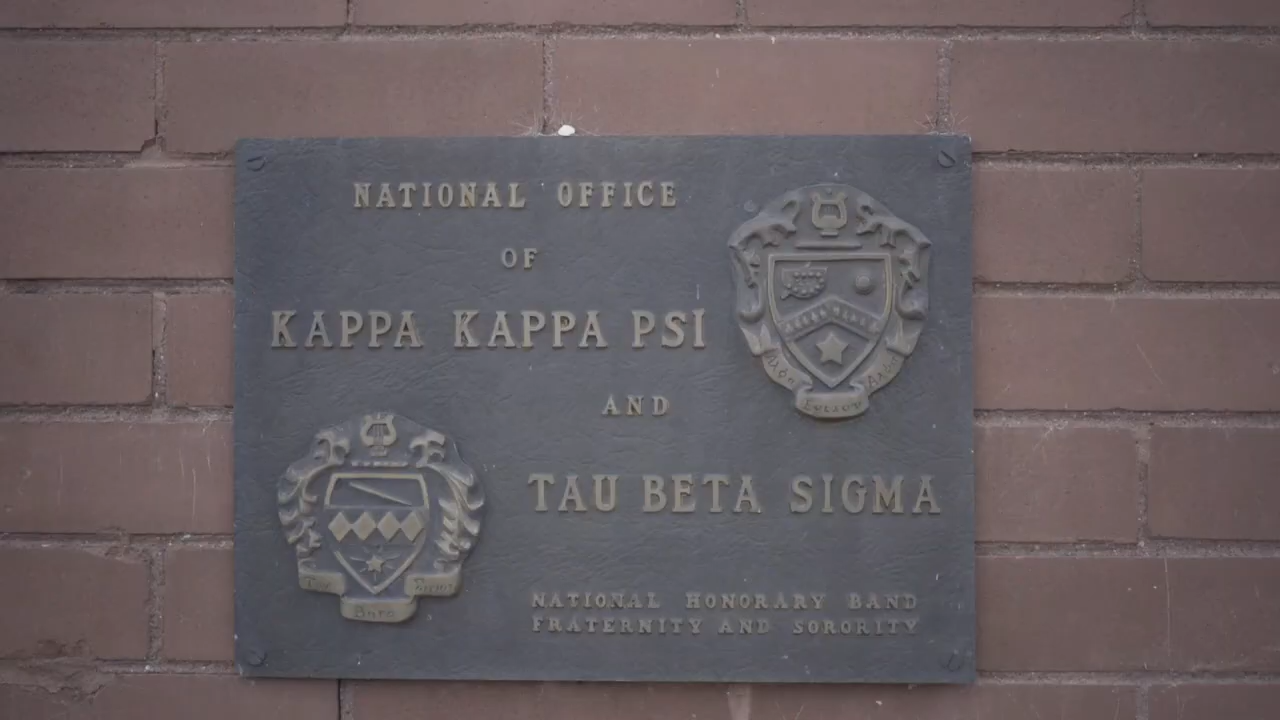 NATIONAL OFFICE
OF
KAPPA KAPPA PSI
AND
TAU BETA SIGMA
NATIONAL HONORARY BAND
FRATERNITY AND SORORITY